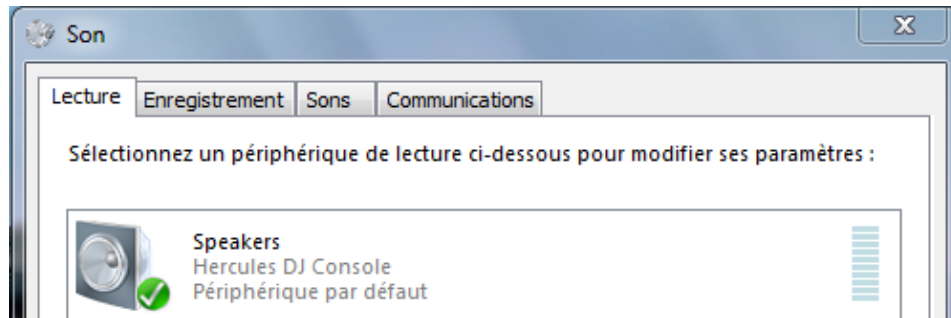 Son
Lecture Enregistrement Sons Communications
Sélectionnez un périphérique de lecture ci-dessous pour modifier ses paramètres :
Speakers
Hercules DJ Console
Périphérique par défaut